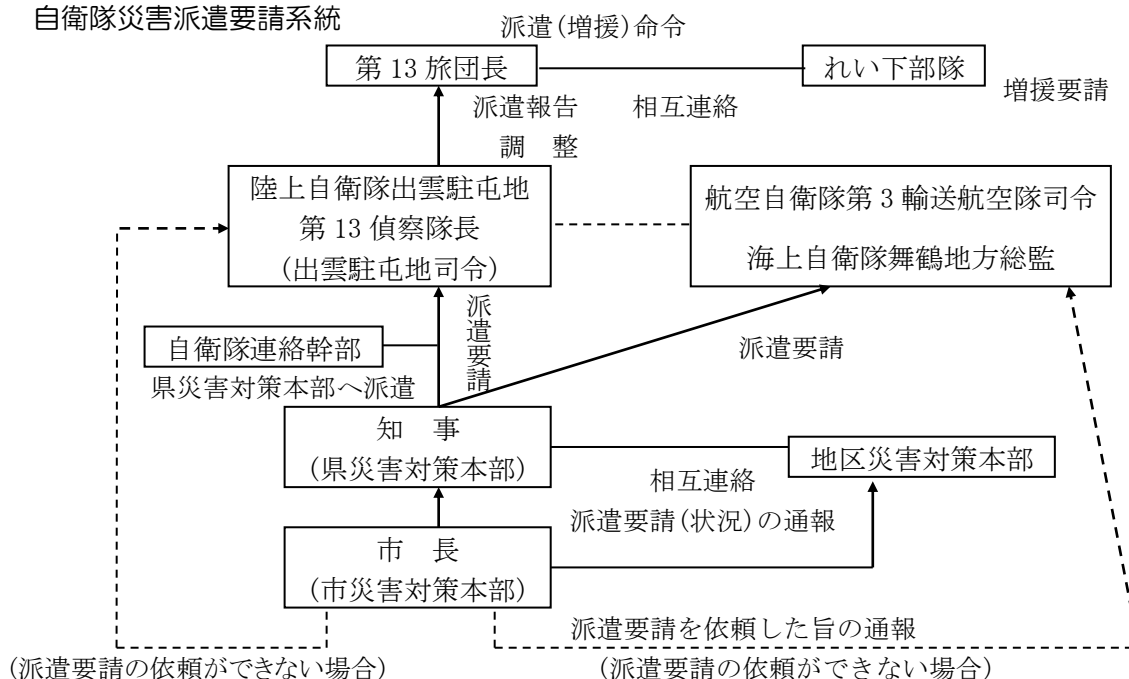 自衛隊災害派遣要請系統
派遣(増援)命令
第13旅団長
れい下部隊
増援要請
派遣報告
相互連絡
調　整
陸上自衛隊出雲駐屯地
第13偵察隊長
(出雲駐屯地司令)
航空自衛隊第3輸送航空隊司令
海上自衛隊舞鶴地方総監
派遣要請
自衛隊連絡幹部
派遣要請
県災害対策本部へ派遣
知　事
(県災害対策本部)
地区災害対策本部
相互連絡
派遣要請(状況)の通報
市　長
(市災害対策本部)
派遣要請を依頼した旨の通報
(派遣要請の依頼ができない場合)
(派遣要請の依頼ができない場合)